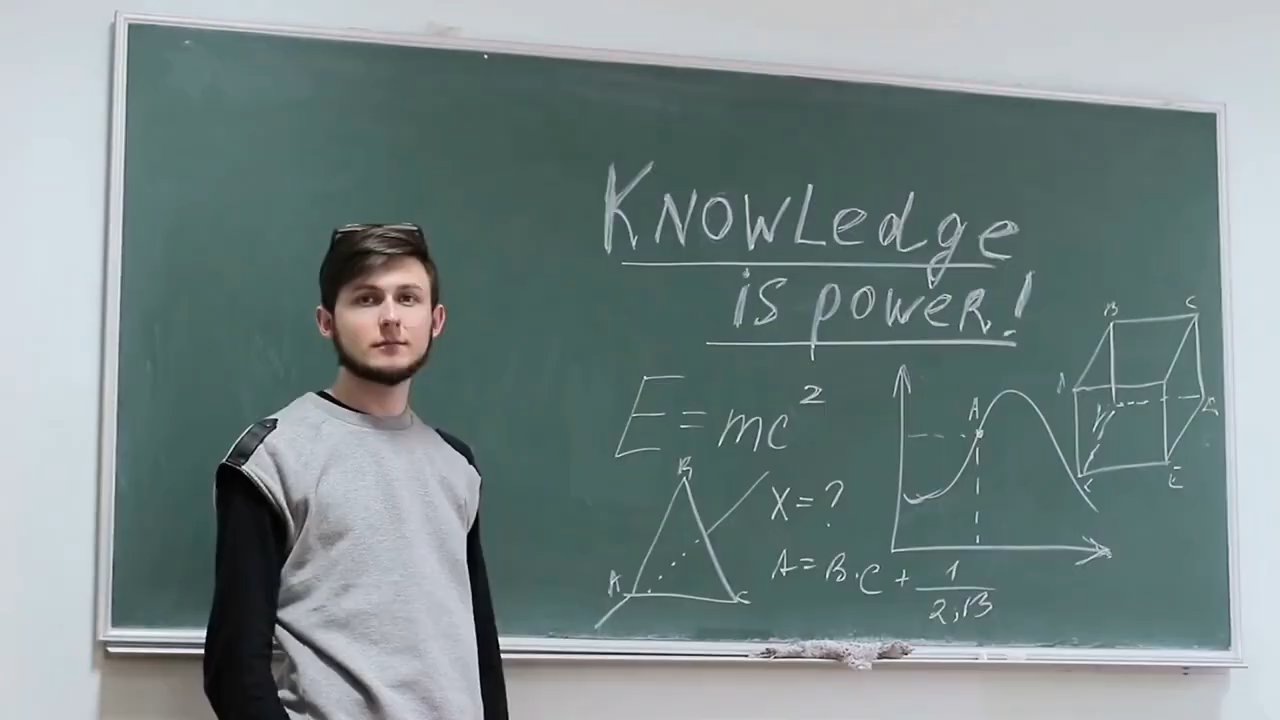 Knowledge
is power!
E = mc²
B
X = ?
A
C
A = B · C + 1/2,13
A
B
C
A
E